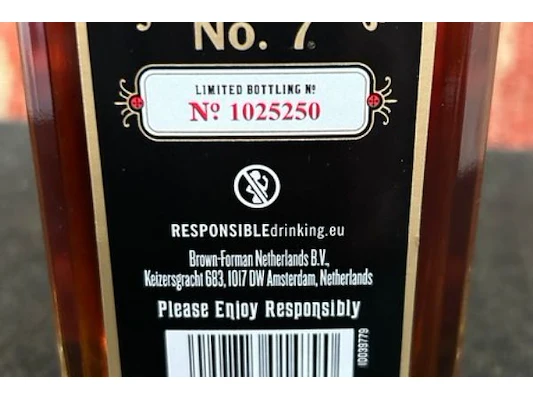 No. 7
LIMITED BOTTLING Nº
Nº 1025250
RESPONSIBLEdrinking.eu
Brown-Forman Netherlands B.V.,
Keizersgracht 683, 1017 DW Amsterdam, Netherlands
Please Enjoy Responsibly
I0039779